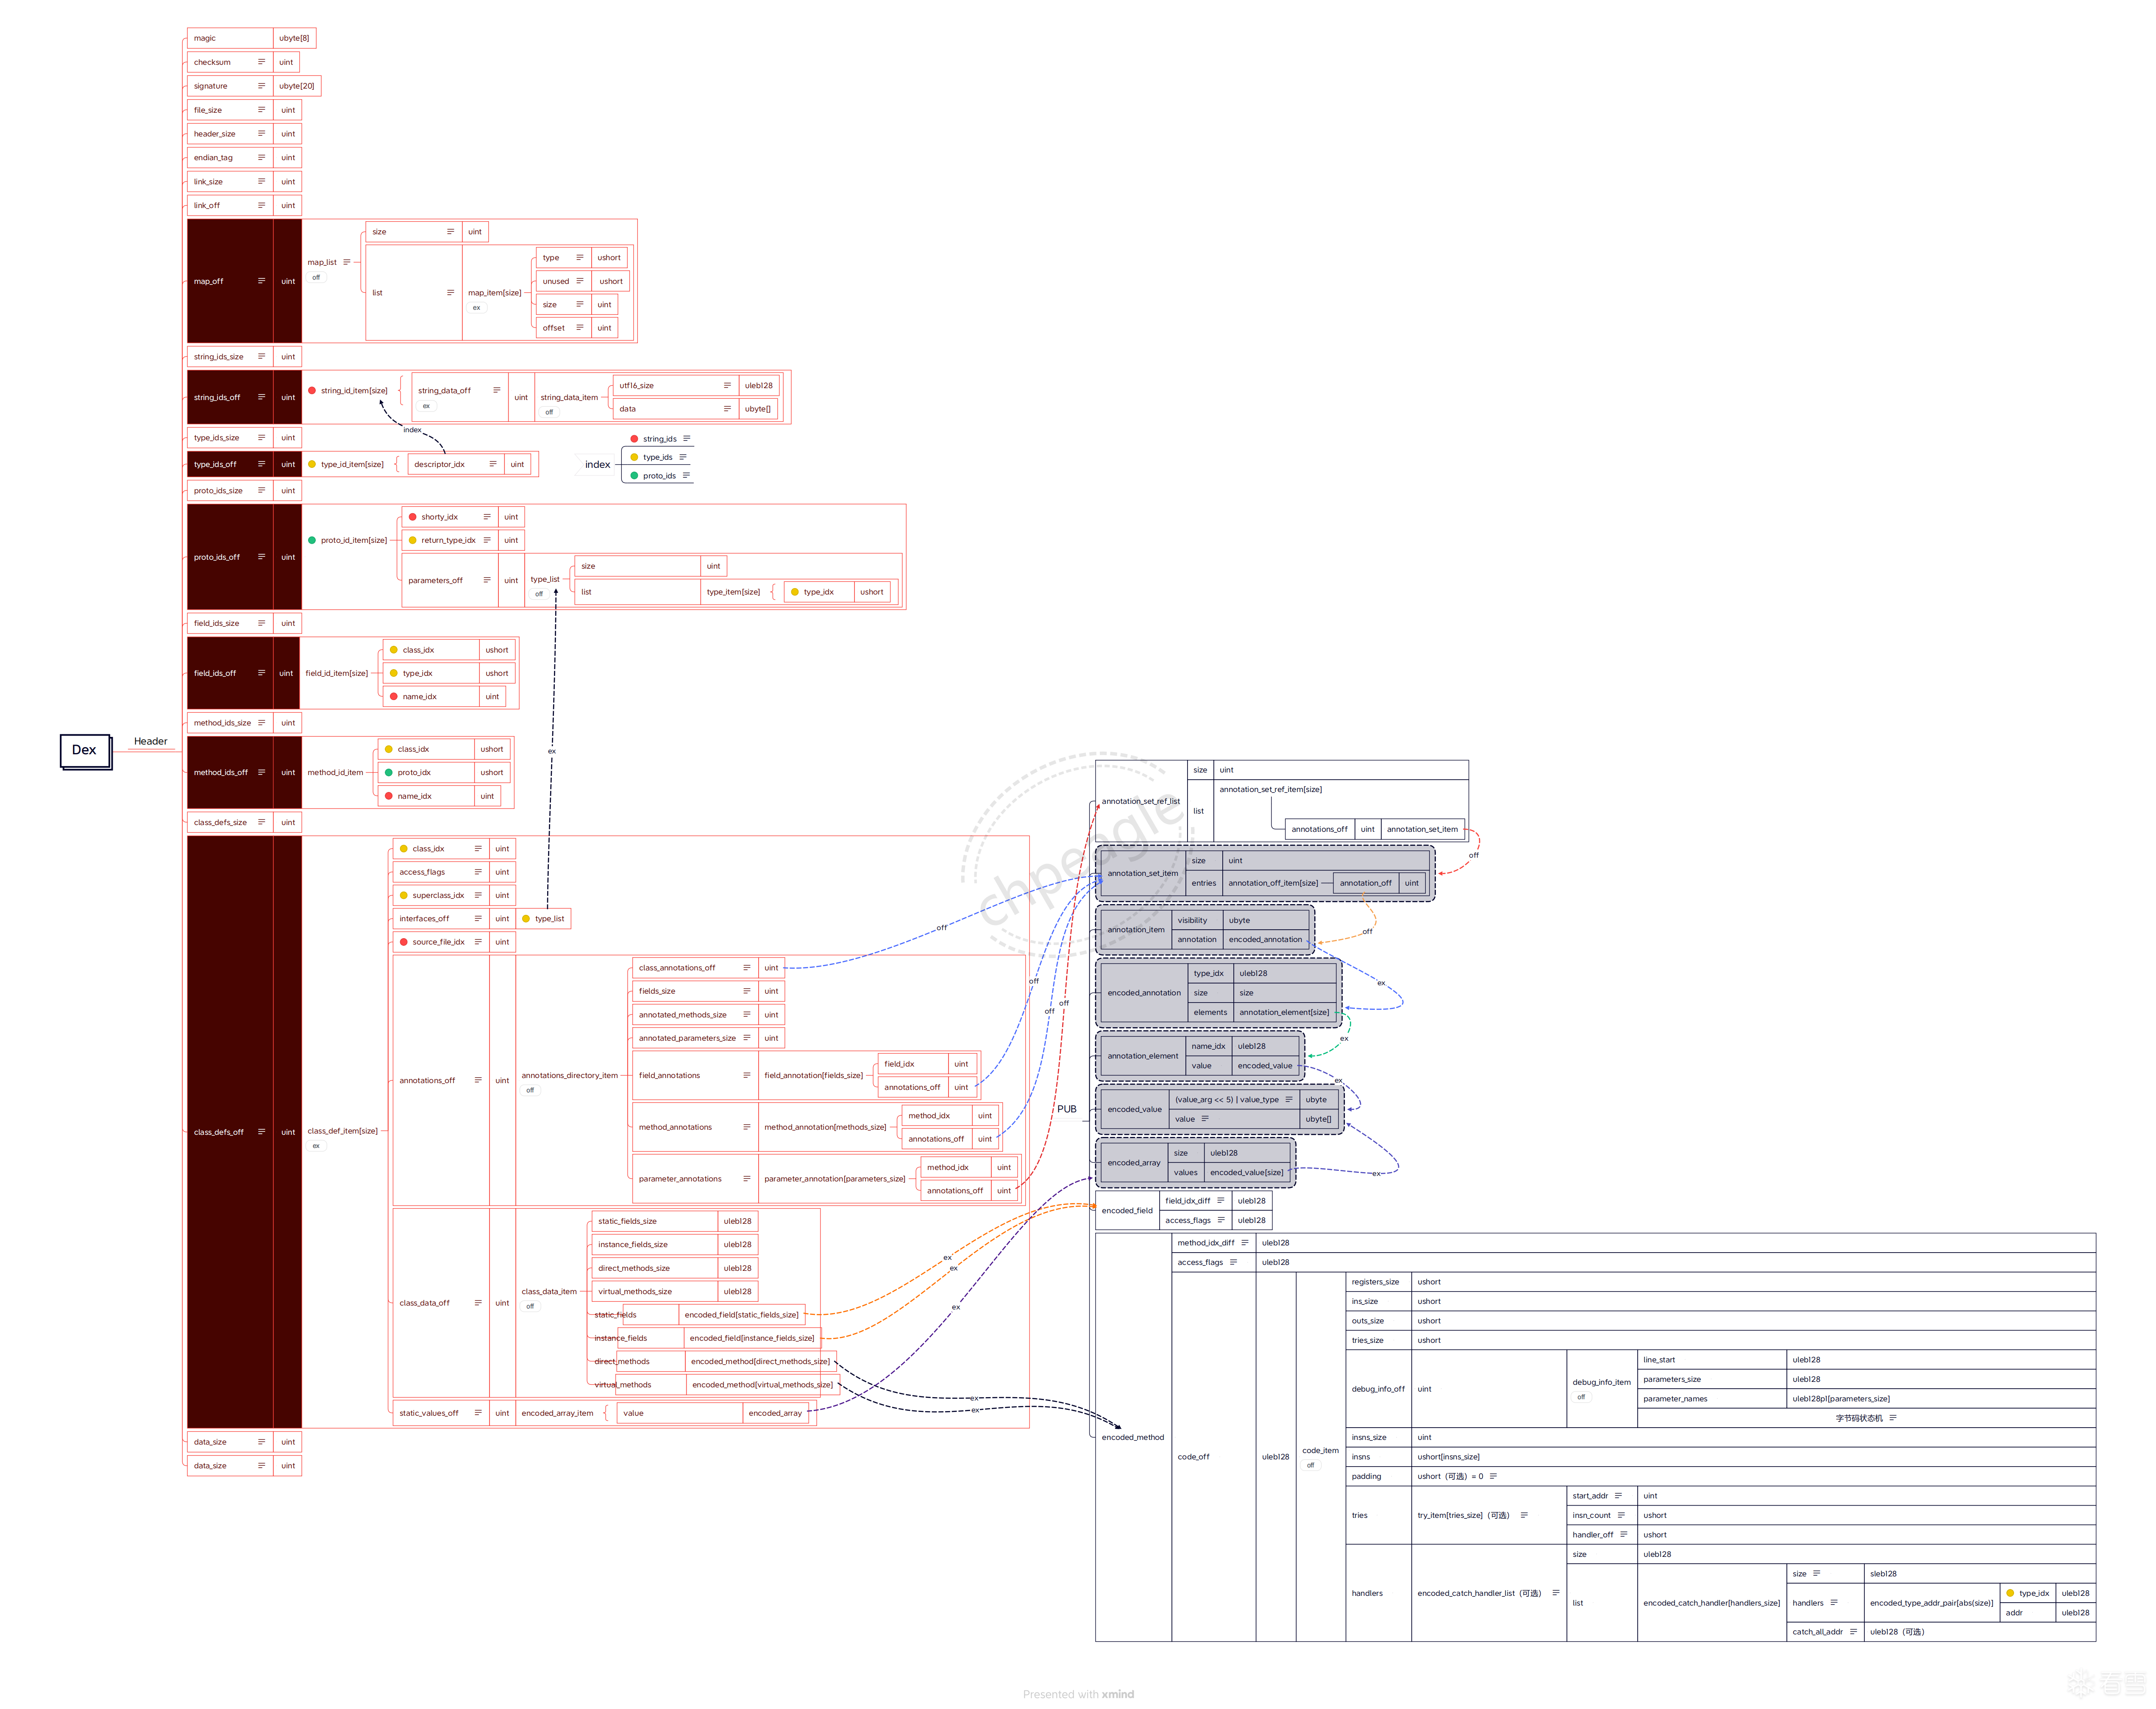 magic ubyte[8]
checksum uint
signature ubyte[20]
file_size uint
header_size uint
endian_tag uint
link_size uint
link_off uint
map_off uint
map_list
off
size uint
list
map_item[size]
ex
type ushort
unused ushort
size uint
offset uint
string_ids_size uint
string_ids_off uint
string_id_item[size]
string_data_off
ex
uint
string_data_item
off
utf16_size uleb128
data ubyte[]
index
type_ids_size uint
type_ids_off uint
type_id_item[size]
descriptor_idx uint
index
string_ids
type_ids
proto_ids
proto_ids_size uint
proto_ids_off uint
proto_id_item[size]
shorty_idx uint
return_type_idx uint
parameters_off uint
type_list
off
size uint
list type_item[size] type_idx ushort
field_ids_size uint
field_ids_off uint
field_id_item[size]
class_idx ushort
type_idx ushort
name_idx uint
method_ids_size uint
Dex
Header
ex
method_ids_off uint
method_id_item
class_idx ushort
proto_idx ushort
name_idx uint
class_defs_size uint
class_defs_off uint
class_def_item[size]
ex
class_idx uint
access_flags uint
superclass_idx uint
interfaces_off uint type_list
source_file_idx uint
annotations_off uint
annotations_directory_item
off
class_annotations_off uint
fields_size uint
annotated_methods_size uint
annotated_parameters_size uint
field_annotations field_annotation[fields_size]
field_idx uint
annotations_off uint
method_annotations method_annotation[methods_size]
method_idx uint
annotations_off uint
parameter_annotations parameter_annotation[parameters_size]
method_idx uint
annotations_off uint
off
off
off
off
class_data_off uint
class_data_item
off
static_fields_size uleb128
instance_fields_size uleb128
direct_methods_size uleb128
virtual_methods_size uleb128
static_fields encoded_field[static_fields_size]
instance_fields encoded_field[instance_fields_size]
direct_methods encoded_method[direct_methods_size]
virtual_methods encoded_method[virtual_methods_size]
static_values_off uint encoded_array_item value encoded_array
ex
ex
ex
ex
ex
data_size uint
data_size uint
chpeagle
PUB
annotation_set_ref_list
size uint
list
annotation_set_ref_item[size]
annotations_off uint annotation_set_item
off
annotation_set_item
size uint
entries annotation_off_item[size] annotation_off uint
off
annotation_item
visibility ubyte
annotation encoded_annotation
ex
encoded_annotation
type_idx uleb128
size size
elements annotation_element[size]
ex
annotation_element
name_idx uleb128
value encoded_value
ex
encoded_value
(value_arg << 5) | value_type ubyte
value ubyte[]
encoded_array
size uleb128
values encoded_value[size]
ex
encoded_field
field_idx_diff uleb128
access_flags uleb128
encoded_method
method_idx_diff uleb128
access_flags uleb128
code_off uleb128
code_item
off
registers_size ushort
ins_size ushort
outs_size ushort
tries_size ushort
debug_info_off uint
debug_info_item
off
line_start uleb128
parameters_size uleb128
parameter_names uleb128p1[parameters_size]
字节码状态机
insns_size uint
insns ushort[insns_size]
padding ushort（可选）= 0
tries try_item[tries_size]（可选）
start_addr uint
insn_count ushort
handler_off ushort
handlers encoded_catch_handler_list（可选）
size uleb128
list encoded_catch_handler[handlers_size]
size sleb128
handlers encoded_type_addr_pair[abs(size)]
type_idx uleb128
addr uleb128
catch_all_addr uleb128（可选）
Presented with xmind
看雪